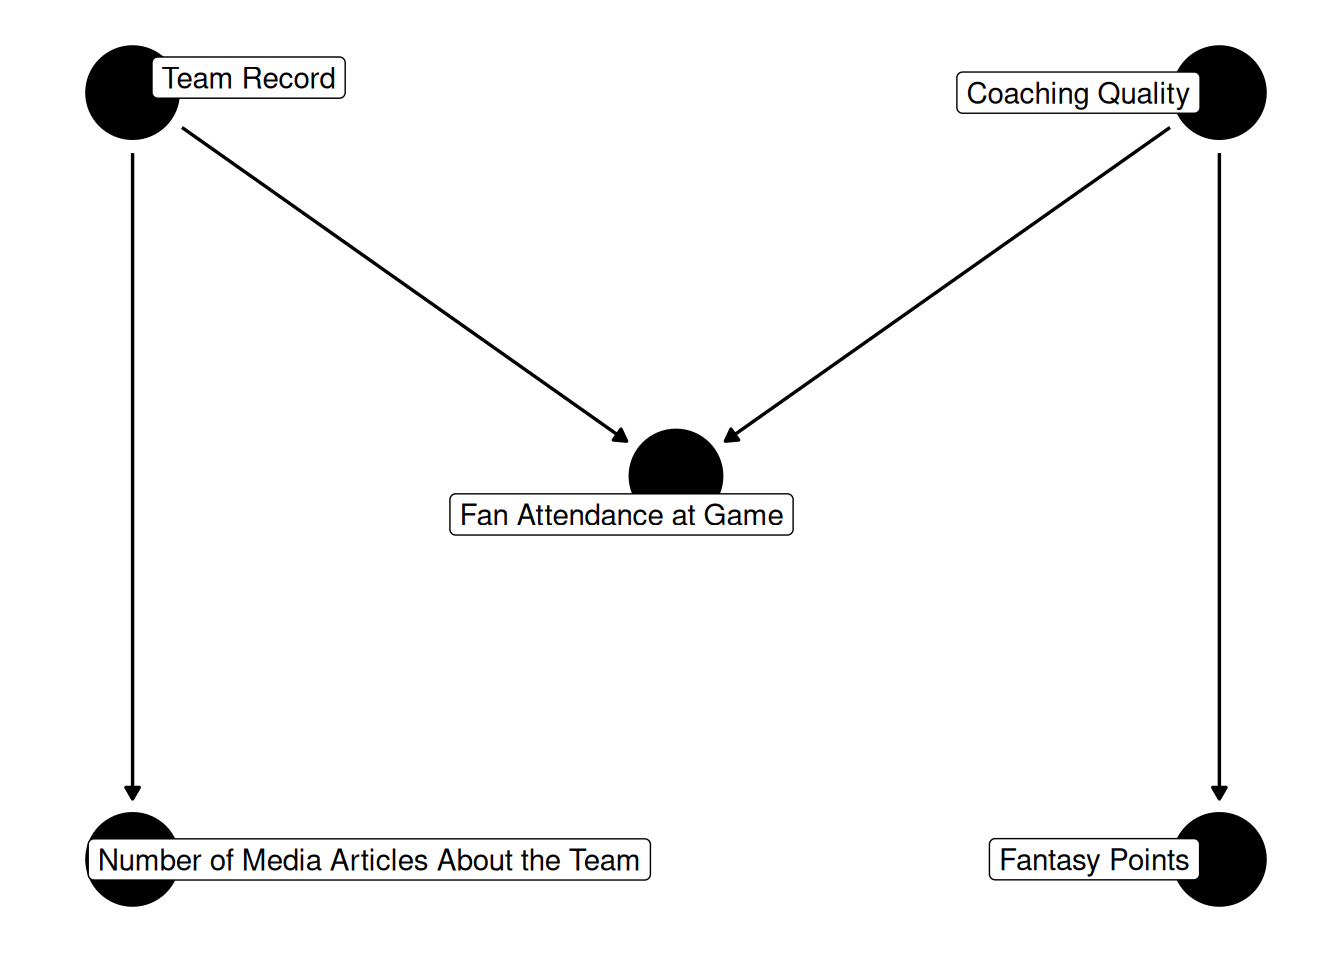 Team Record
Coaching Quality
Fan Attendance at Game
Number of Media Articles About the Team
Fantasy Points